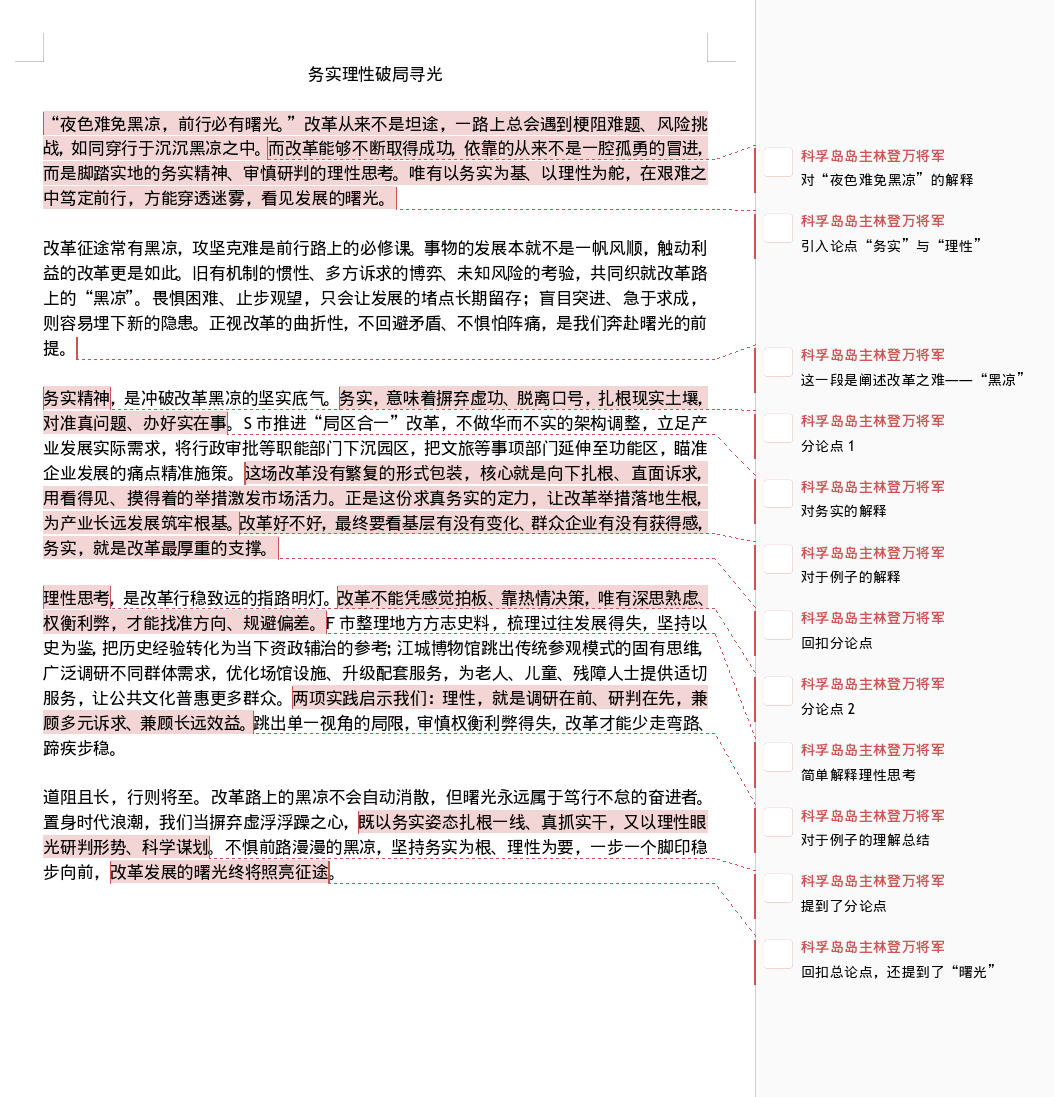 务实理性破局寻光
“夜色难免黑凉，前行必有曙光。”改革从来不是坦途，一路上总会遇到梗阻难题、风险挑
战，如同穿行于沉沉黑凉之中。而改革能够不断取得成功，依靠的从来不是一腔孤勇的冒进，
而是脚踏实地的务实精神、审慎研判的理性思考。唯有以务实为基、以理性为舵，在艰难之
中笃定前行，方能穿透迷雾，看见发展的曙光。
改革征途常有黑凉，攻坚克难是前行路上的必修课。事物的发展本就不是一帆风顺，触动利
益的改革更是如此。旧有机制的惯性、多方诉求的博弈、未知风险的考验，共同织就改革路
上的“黑凉”。畏惧困难、止步观望，只会让发展的堵点长期留存；盲目突进、急于求成，
则容易埋下新的隐患。正视改革的曲折性，不回避矛盾、不惧怕阵痛，是我们奔赴曙光的前
提。
务实精神，是冲破改革黑凉的坚实底气。务实，意味着摒弃虚功、脱离口号，扎根现实土壤，
对准真问题、办好实在事。S 市推进“局区合一”改革，不做华而不实的架构调整，立足产
业发展实际需求，将行政审批等职能部门下沉园区，把文旅等事项部门延伸至功能区，瞄准
企业发展的痛点精准施策。这场改革没有繁复的形式包装，核心就是向下扎根、直面诉求，
用看得见、摸得着的举措激发市场活力。正是这份求真务实的定力，让改革举措落地生根，
为产业长远发展筑牢根基。改革好不好，最终要看基层有没有变化、群众企业有没有获得感，
务实，就是改革最厚重的支撑。
理性思考，是改革行稳致远的指路明灯。改革不能凭感觉拍板、靠热情决策，唯有深思熟虑、
权衡利弊，才能找准方向、规避偏差。F 市整理地方方志史料，梳理过往发展得失，坚持以
史为鉴，把历史经验转化为当下资政辅治的参考；江城博物馆跳出传统参观模式的固有思维，
广泛调研不同群体需求，优化场馆设施、升级配套服务，为老人、儿童、残障人士提供适切
服务，让公共文化普惠更多群众。两项实践启示我们：理性，就是调研在前、研判在先，兼
顾多元诉求、兼顾长远效益。跳出单一视角的局限，审慎权衡利弊得失，改革才能少走弯路、
蹄疾步稳。
道阻且长，行则将至。改革路上的黑凉不会自动消散，但曙光永远属于笃行不怠的奋进者。
置身时代浪潮，我们当摒弃虚浮浮躁之心，既以务实姿态扎根一线、真抓实干，又以理性眼
光研判形势、科学谋划。不惧前路漫漫的黑凉，坚持务实为根、理性为要，一步一个脚印稳
步向前，改革发展的曙光终将照亮征途。
科孚岛岛主林登万将军
对“夜色难免黑凉”的解释
科孚岛岛主林登万将军
引入论点“务实”与“理性”
科孚岛岛主林登万将军
这一段是阐述改革之难——“黑凉”
科孚岛岛主林登万将军
分论点 1
科孚岛岛主林登万将军
对务实的解释
科孚岛岛主林登万将军
对于例子的解释
科孚岛岛主林登万将军
回扣分论点
科孚岛岛主林登万将军
分论点 2
科孚岛岛主林登万将军
简单解释理性思考
科孚岛岛主林登万将军
对于例子的理解总结
科孚岛岛主林登万将军
提到了分论点
科孚岛岛主林登万将军
回扣总论点，还提到了“曙光”